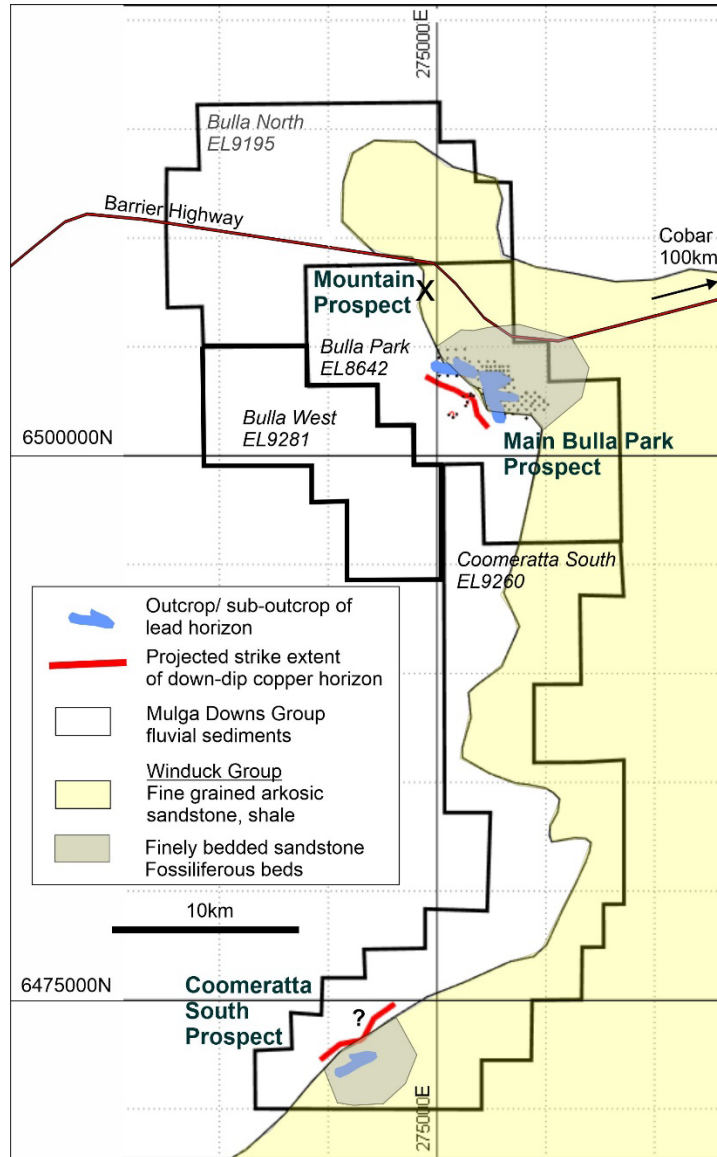 275000E
Bulla North
EL9195
Barrier Highway
Cobar
100km
Mountain
Prospect
X
Bulla Park
EL8642
Bulla West
EL9281
6500000N
Main Bulla Park
Prospect
Coomeratta South
EL9260
Outcrop/ sub-outcrop of
lead horizon
Projected strike extent
of down-dip copper horizon
Mulga Downs Group
fluvial sediments
Winduck Group
Fine grained arkosic
sandstone, shale
Finely bedded sandstone
Fossiliferous beds
10km
6475000N
Coomeratta
South
Prospect
?
275000E